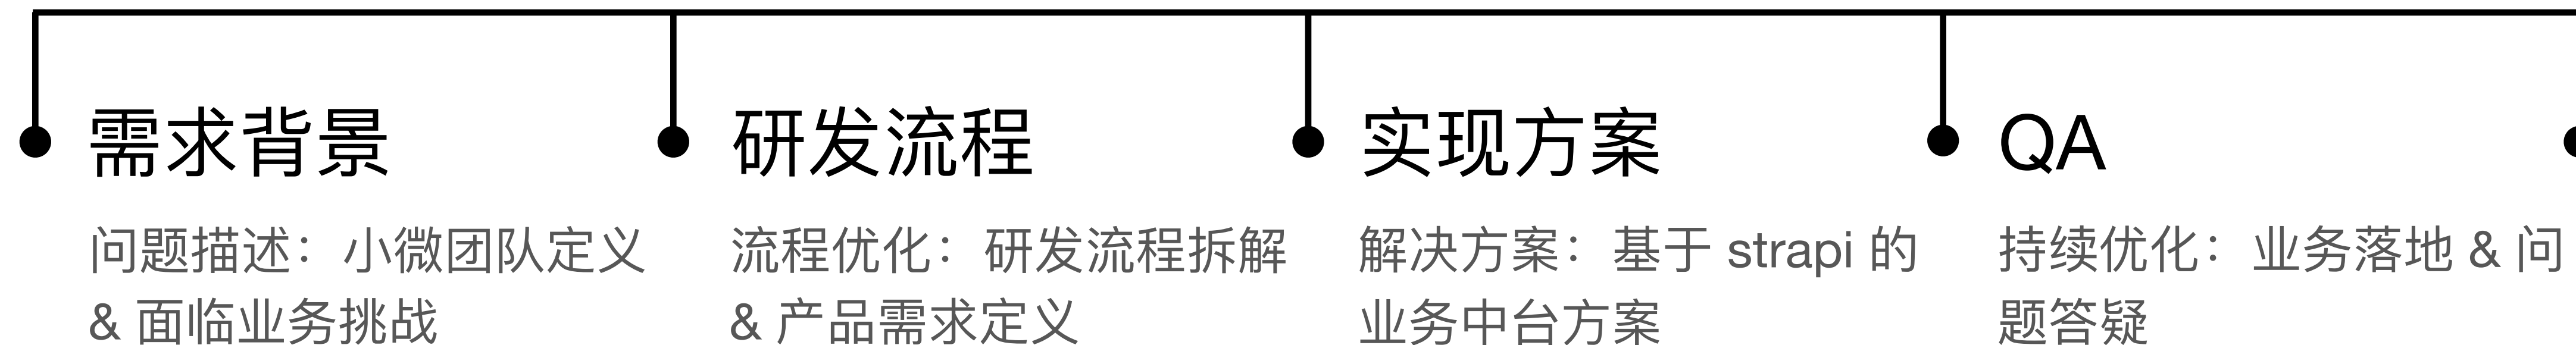 需求背景
问题描述：小微团队定义
& 面临业务挑战
研发流程
流程优化：研发流程拆解
& 产品需求定义
实现方案
解决方案：基于 strapi 的
业务中台方案
QA
持续优化：业务落地 & 问
题答疑